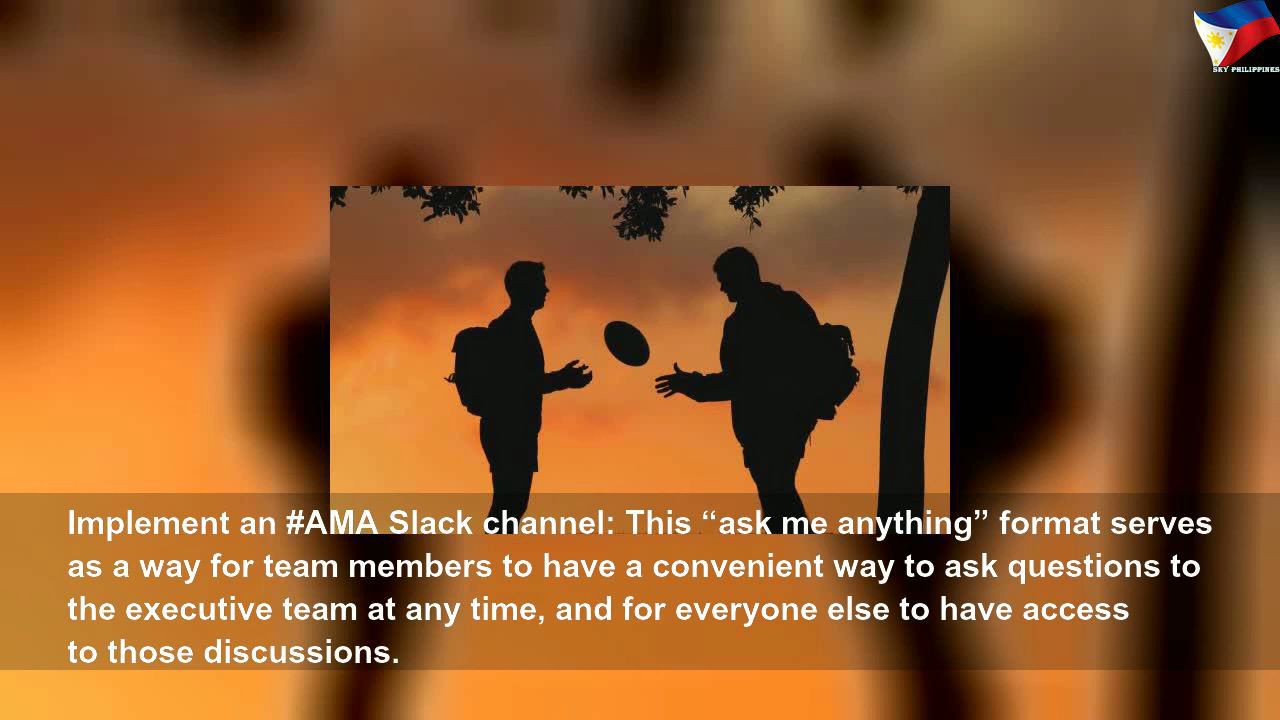 SKY PHILIPPINES
Implement an #AMA Slack channel: This “ask me anything” format serves
as a way for team members to have a convenient way to ask questions to
the executive team at any time, and for everyone else to have access
to those discussions.